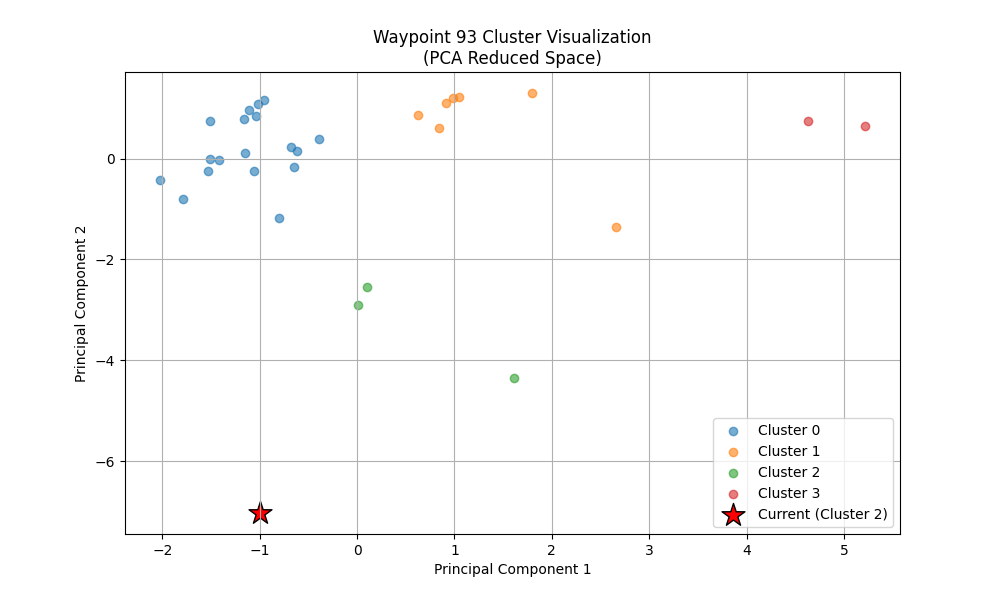 Waypoint 93 Cluster Visualization
(PCA Reduced Space)
Principal Component 2
0
−2
−4
−6
−2
−1
0
1
2
3
4
5
Principal Component 1
Cluster 0
Cluster 1
Cluster 2
Cluster 3
Current (Cluster 2)